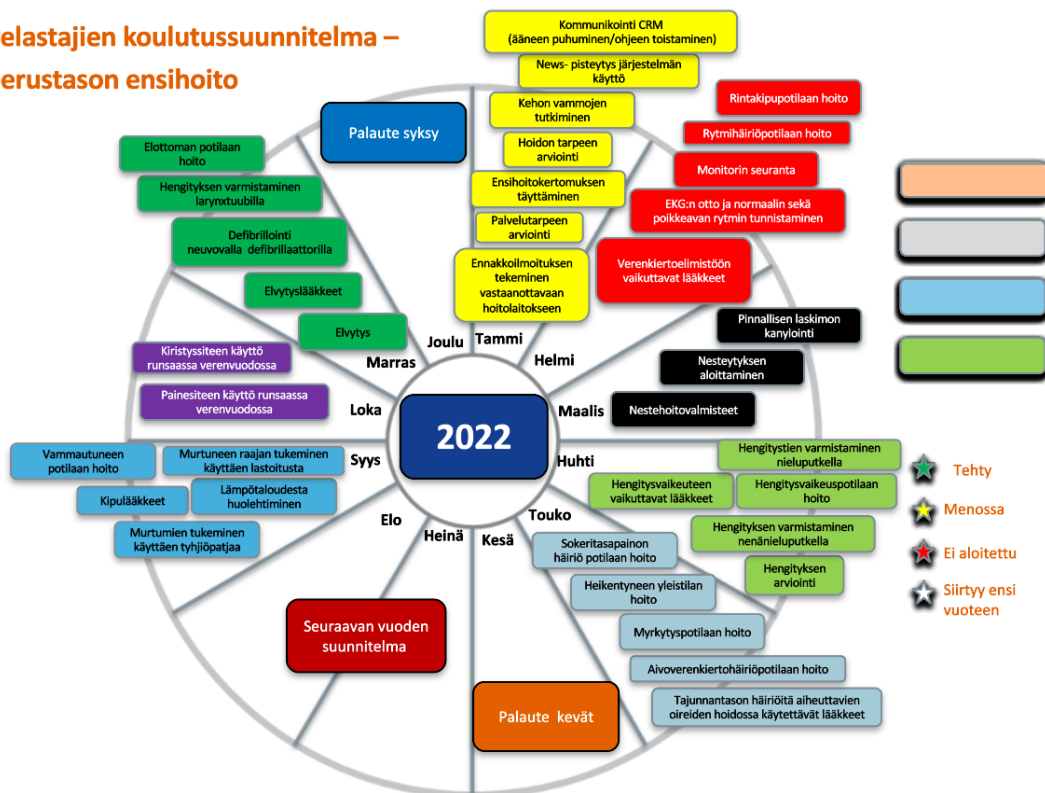 elastajien koulutussuunnitelma –
erustason ensihoito
Kommunikointi CRM
(ääneen puhuminen/ohjeen toistaminen)
News- pisteytys järjestelmän
käyttö
Kehon vammojen
tutkiminen
Hoidon tarpeen
arviointi
Ensihoitokertomuksen
täyttäminen
Palvelutarpeen
arviointi
Ennakkoilmoituksen
tekeminen
vastaanottavaan
hoitolaitokseen
Rintakipupotilaan hoito
Rytmihäiriöpotilaan hoito
Monitorin seuranta
EKG:n otto ja normaalin sekä
poikkeavan rytmin tunnistaminen
Verenkiertoelimistöön
vaikuttavat lääkkeet
Pinnallisen laskimon
kanylointi
Nesteytyksen
aloittaminen
Nestehoitovalmisteet
Palaute syksy
Elottoman potilaan
hoito
Hengityksen varmistaminen
larynxtuubilla
Defibrillointi
neuvovalla defibrillaattorilla
Elvytyslääkkeet
Elvytys
Kiristyssiteen käyttö
runsaassa verenvuodossa
Painesiteen käyttö runsaassa
verenvuodossa
Joulu
Tammi
Marras
Helmi
Loka
Maalis
2022
Syys
Huhti
Elo
Touko
Heinä
Kesä
Vammautuneen
potilaan hoito
Murtuneen raajan tukeminen
käyttäen lastoitusta
Kipulääkkeet
Lämpötaloudesta
huolehtiminen
Murtumien tukeminen
käyttäen tyhjiöpatjaa
Hengitystien varmistaminen
nieluputkella
Hengitysvaikeuteen
vaikuttavat lääkkeet
Hengitysvaikeuspotilaan
hoito
Hengityksen varmistaminen
nenänieluputkella
Hengityksen
arviointi
Sokeritasapainon
häiriö potilaan hoito
Heikentyneen yleistilan
hoito
Myrkytyspotilaan hoito
Aivoverenkiertohäiriöpotilaan hoito
Tajunnantason häiriöitä aiheuttavien
oireiden hoidossa käytettävät lääkkeet
Seuraavan vuoden
suunnitelma
Palaute kevät
Tehty
Menossa
Ei aloitettu
Siirtyy ensi
vuoteen